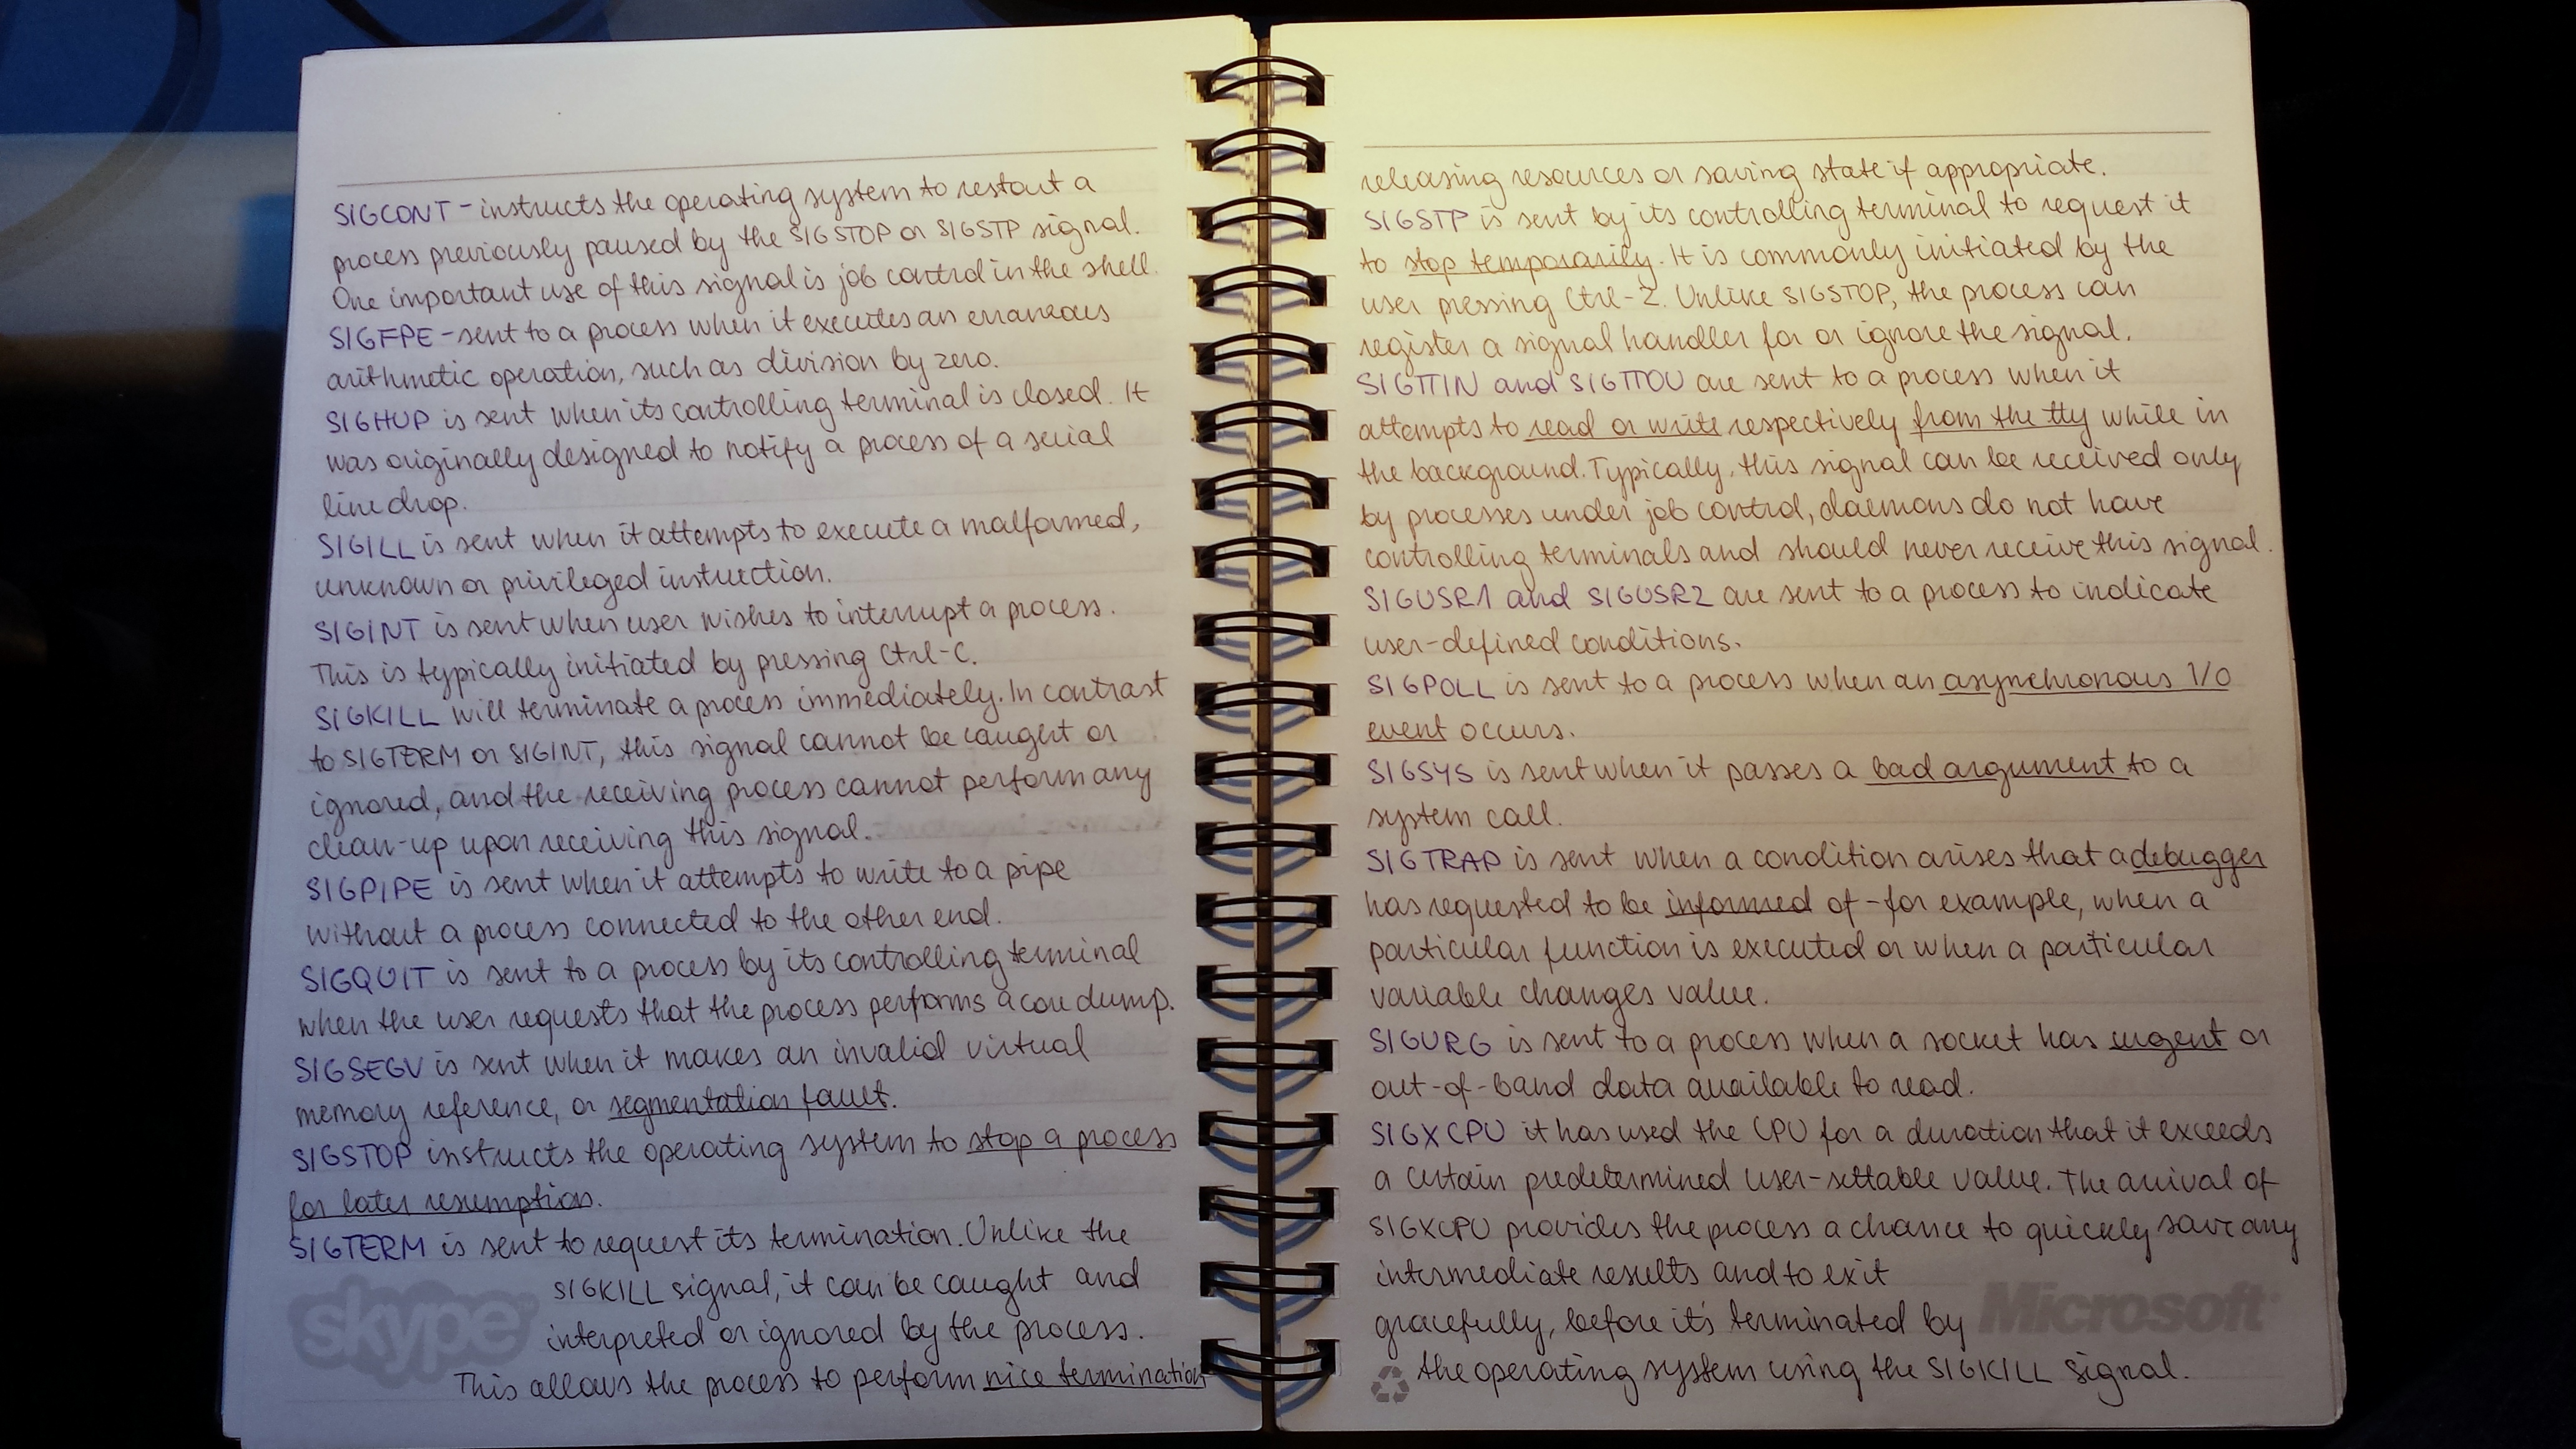 SIGCONT - instructs the operating system to restart a
process previously paused by the SIGSTOP or SIGSTP signal.
One important use of this signal is job control in the shell.
SIGFPE - sent to a process when it executes an erraneous
arithmetic operation, such as division by zero.
SIGHUP is sent when its controlling terminal is closed. It
was originally designed to notify a process of a serial
line drop.
SIGILL is sent when it attempts to execute a malformed,
unknown or privileged instruction.
SIGINT is sent when user wishes to interrupt a process.
This is typically initiated by pressing Ctrl-C.
SIGKILL will terminate a process immediately. In contrast
to SIGTERM or SIGINT, this signal cannot be caught or
ignored, and the receiving process cannot perform any
clean-up upon receiving this signal.
SIGPIPE is sent when it attempts to write to a pipe
without a process connected to the other end.
SIGQUIT is sent to a process by its controlling terminal
when the user requests that the process performs a core dump.
SIGSEGV is sent when it makes an invalid virtual
memory reference, or segmentation fault.
SIGSTOP instructs the operating system to stop a process
for later resumption.
SIGTERM is sent to request its termination. Unlike the
SIGKILL signal, it can be caught and
interpreted or ignored by the process.
This allows the process to perform nice termination
skype
releasing resources or saving state if appropriate.
SIGSTP is sent by its controlling terminal to request it
to stop temporarily. It is commonly initiated by the
user pressing Ctrl-Z. Unlike SIGSTOP, the process can
register a signal handler for or ignore the signal.
SIGTTIN and SIGTTOU are sent to a process when it
attempts to read or write respectively from the tty while in
the background. Typically, this signal can be received only
by processes under job control, daemons do not have
controlling terminals and should never receive this signal.
SIGUSR1 and SIGUSR2 are sent to a process to indicate
user-defined conditions.
SIGPOLL is sent to a process when an asynchronous I/O
event occurs.
SIGSYS is sent when it passes a bad argument to a
system call.
SIGTRAP is sent when a condition arises that a debugger
has requested to be informed of - for example, when a
particular function is executed or when a particular
variable changes value.
SIGURG is sent to a process when a socket has urgent or
out-of-band data available to read.
SIGXCPU it has used the CPU for a duration that it exceeds
a certain predetermined user-settable value. The arrival of
SIGXCPU provides the process a chance to quickly save any
intermediate results and to exit
gracefully, before it's terminated by
the operating system using the SIGKILL signal.
Microsoft